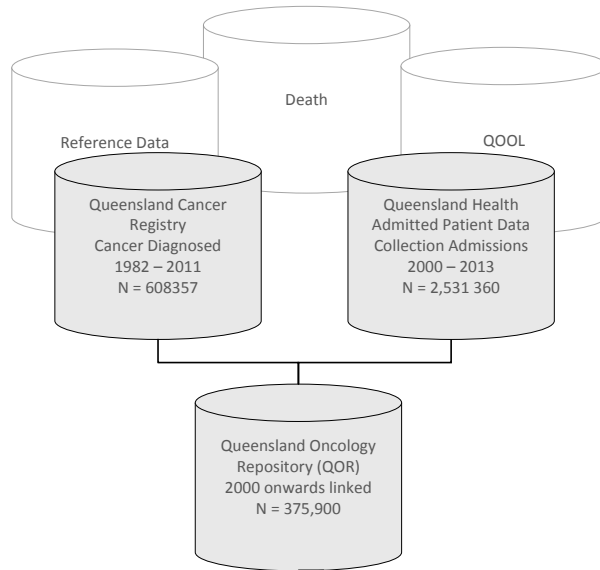 Death
Reference Data
QOOL
Queensland Cancer
Registry
Cancer Diagnosed
1982 – 2011
N = 608357
Queensland Health
Admitted Patient Data
Collection Admissions
2000 – 2013
N = 2,531 360
Queensland Oncology
Repository (QOR)
2000 onwards linked
N = 375,900